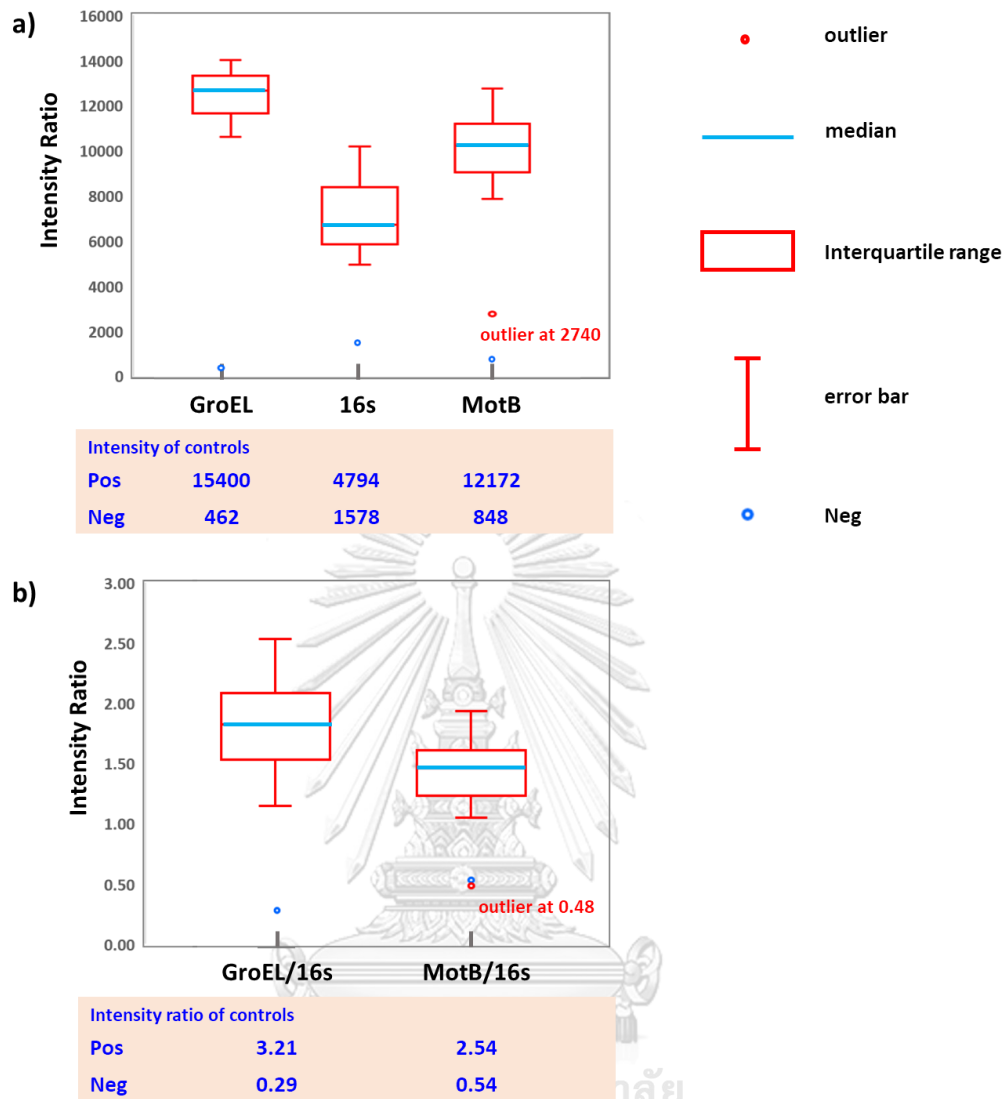 a)
Intensity Ratio
16000
14000
12000
10000
8000
6000
4000
2000
0
outlier at 2740
GroEL 16s MotB
Intensity of controls
Pos 15400 4794 12172
Neg 462 1578 848
outlier
median
Interquartile range
error bar
Neg
b)
Intensity Ratio
3.00
2.50
2.00
1.50
1.00
0.50
0.00
outlier at 0.48
GroEL/16s MotB/16s
Intensity ratio of controls
Pos 3.21 2.54
Neg 0.29 0.54